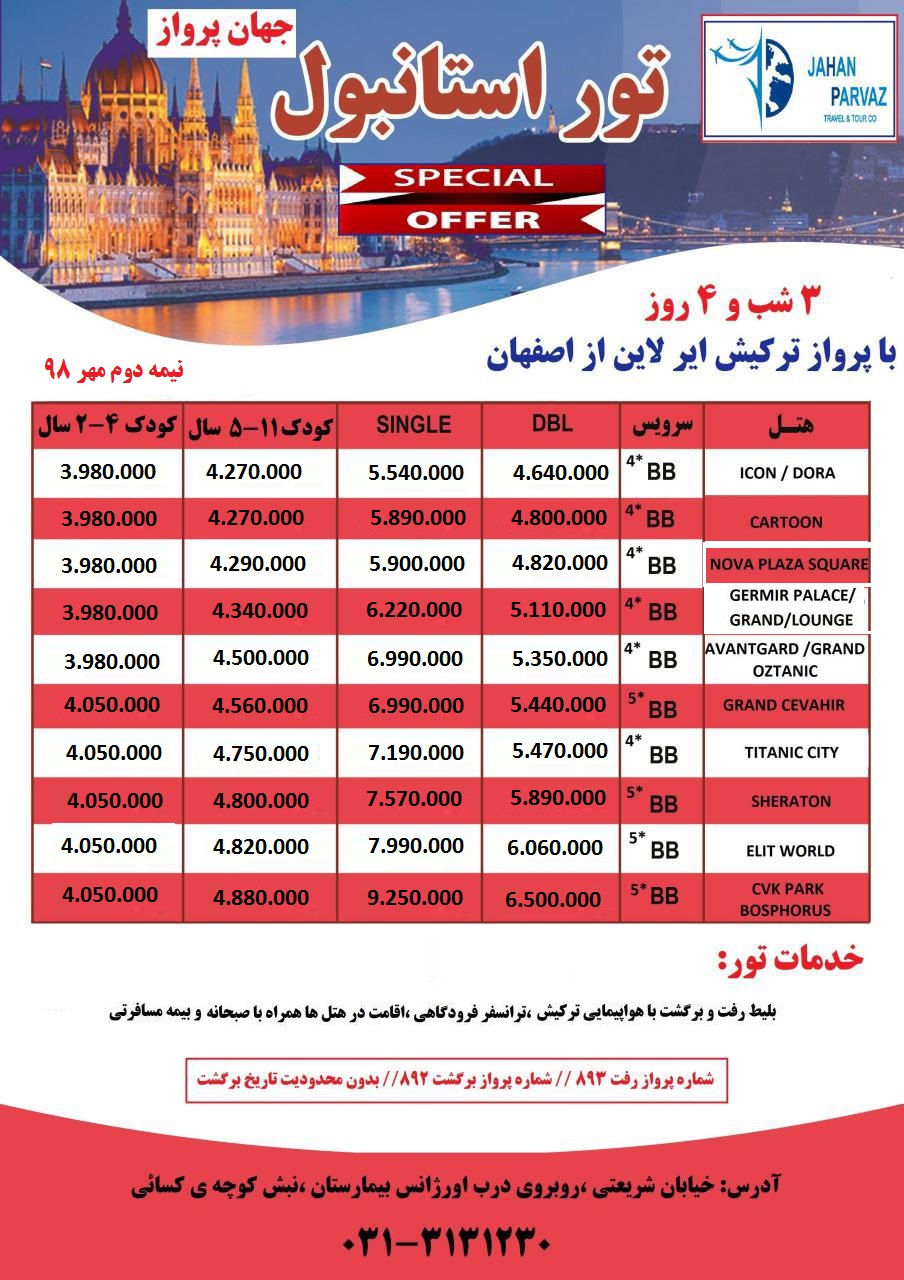 جهان پرواز
تور استانبول
JAHAN
PARVAZ
TRAVEL & TOUR CO
SPECIAL
OFFER
۳ شب و ۴ روز
با پرواز ترکیش ایر لاین از اصفهان
نیمه دوم مهر ۹۸
هتـل سرویس DBL SINGLE کودک ۱۱-۵ سال کودک ۴-۲ سال
ICON / DORA 4* BB 4.640.000 5.540.000 4.270.000 3.980.000
CARTOON 4* BB 4.800.000 5.890.000 4.270.000 3.980.000
NOVA PLAZA SQUARE 4* BB 4.820.000 5.900.000 4.290.000 3.980.000
GERMIR PALACE/
GRAND/LOUNGE 4* BB 5.110.000 6.220.000 4.340.000 3.980.000
AVANTGARD /GRAND
OZTANIC 4* BB 5.350.000 6.990.000 4.500.000 3.980.000
GRAND CEVAHIR 5* BB 5.440.000 6.990.000 4.560.000 4.050.000
TITANIC CITY 4* BB 5.470.000 7.190.000 4.750.000 4.050.000
SHERATON 5* BB 5.890.000 7.570.000 4.800.000 4.050.000
ELIT WORLD 5* BB 6.060.000 7.990.000 4.820.000 4.050.000
CVK PARK
BOSPHORUS 5* BB 6.500.000 9.250.000 4.880.000 4.050.000
خدمات تور:
بلیط رفت و برگشت با هواپیمایی ترکیش ،ترانسفر فرودگاهی ،اقامت در هتل ها همراه با صبحانه و بیمه مسافرتی
شماره پرواز رفت ۸۹۳ // شماره پرواز برگشت ۸۹۲// بدون محدودیت تاریخ برگشت
آدرس: خیابان شریعتی ،روبروی درب اورژانس بیمارستان ،نبش کوچه ی کسائی
۰۳۱-۳۱۳۱۲۳۰